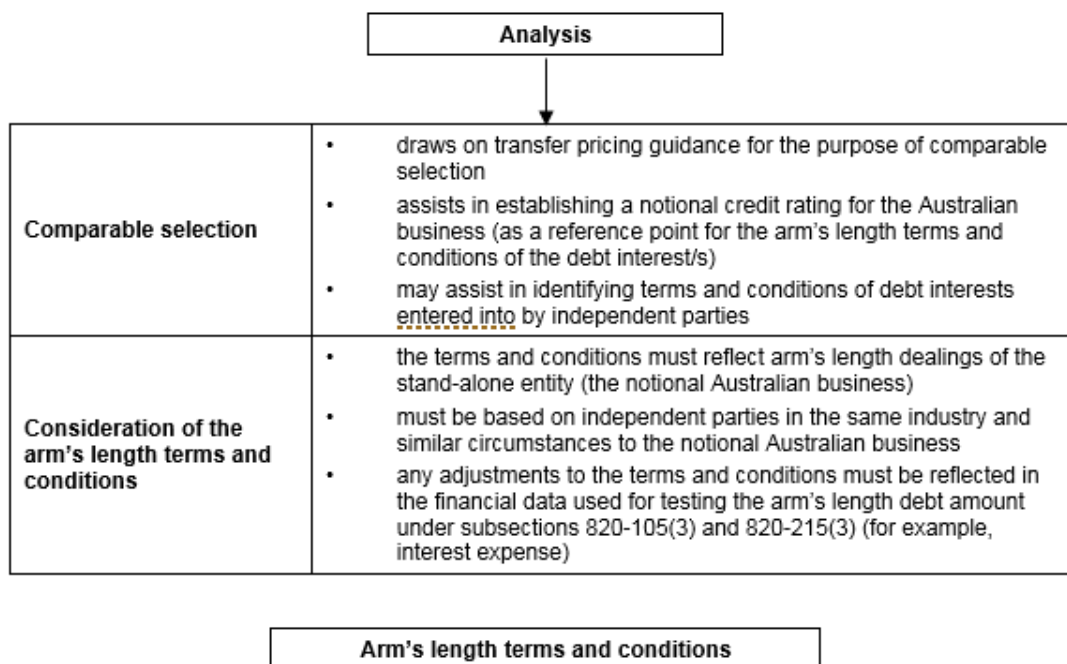 Analysis
Comparable selection
• draws on transfer pricing guidance for the purpose of comparable
selection
• assists in establishing a notional credit rating for the Australian
business (as a reference point for the arm's length terms and
conditions of the debt interest/s)
• may assist in identifying terms and conditions of debt interests
entered into by independent parties
Consideration of the
arm's length terms and
conditions
• the terms and conditions must reflect arm's length dealings of the
stand-alone entity (the notional Australian business)
• must be based on independent parties in the same industry and
similar circumstances to the notional Australian business
• any adjustments to the terms and conditions must be reflected in
the financial data used for testing the arm's length debt amount
under subsections 820-105(3) and 820-215(3) (for example,
interest expense)
Arm's length terms and conditions